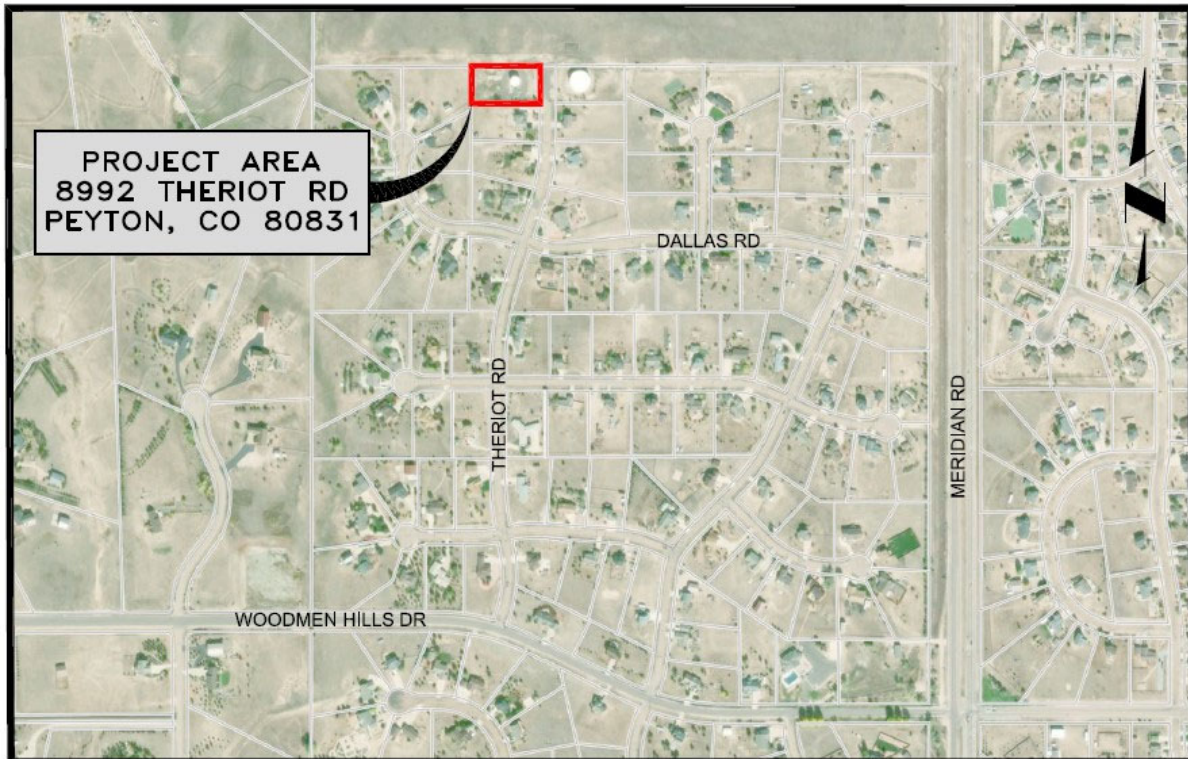 PROJECT AREA
8992 THERIOT RD
PEYTON, CO 80831
DALLAS RD
THERIOT RD
MERIDIAN RD
WOODMEN HILLS DR